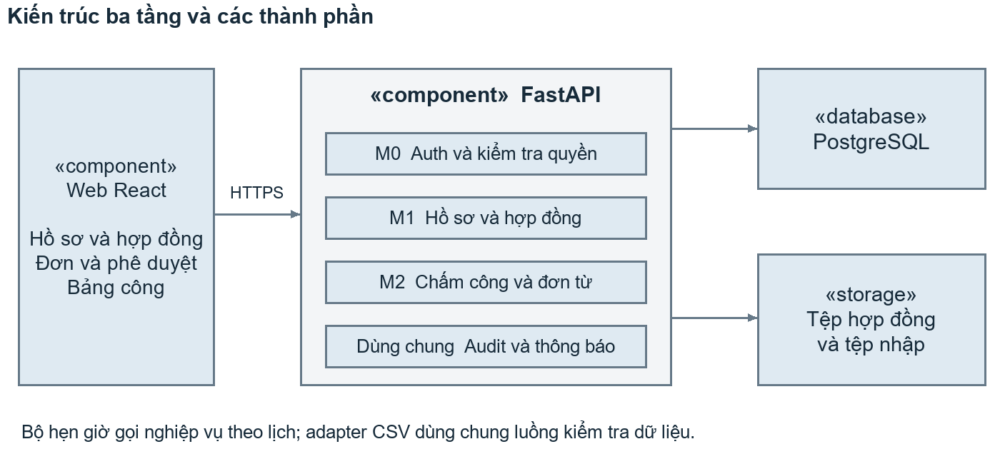 Kiến trúc ba tầng và các thành phần
«component»
Web React
Hồ sơ và hợp đồng
Đơn và phê duyệt
Bảng công
HTTPS
«component» FastAPI
M0 Auth và kiểm tra quyền
M1 Hồ sơ và hợp đồng
M2 Chấm công và đơn từ
Dùng chung Audit và thông báo
«database»
PostgreSQL
«storage»
Tệp hợp đồng
và tệp nhập
Bộ hẹn giờ gọi nghiệp vụ theo lịch; adapter CSV dùng chung luồng kiểm tra dữ liệu.